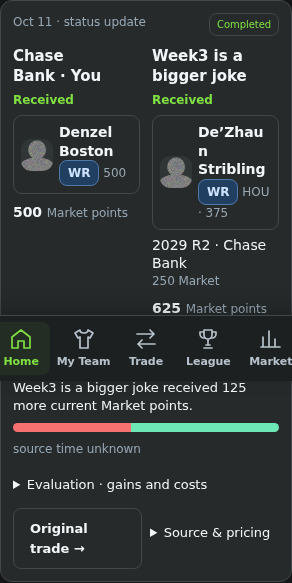 Oct 11 · status update
Completed
Chase
Bank · You
Received
Denzel
Boston
WR 500
500 Market points
Week3 is a
bigger joke
Received
De’Zhau
n
Stribling
WR HOU
· 375
2029 R2 · Chase
Bank
250 Market
625 Market points
Home
My Team
Trade
League
Market
Week3 is a bigger joke received 125
more current Market points.
source time unknown
▶ Evaluation · gains and costs
Original
trade →
▶ Source & pricing